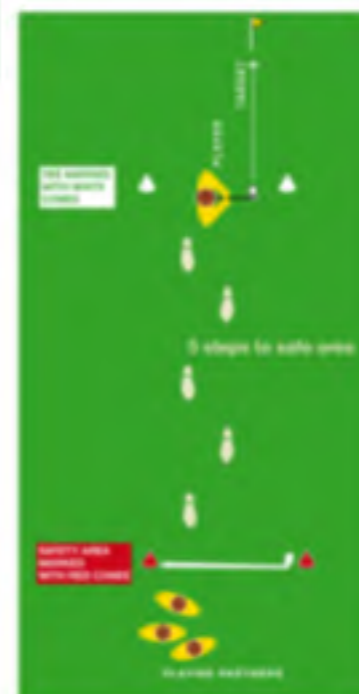 TARGET
PLAYER
TEE MARKED
WITH WHITE
CONES
5 steps to safe area
SAFETY AREA
MARKED
WITH RED CONES
PLAYING PARTNERS